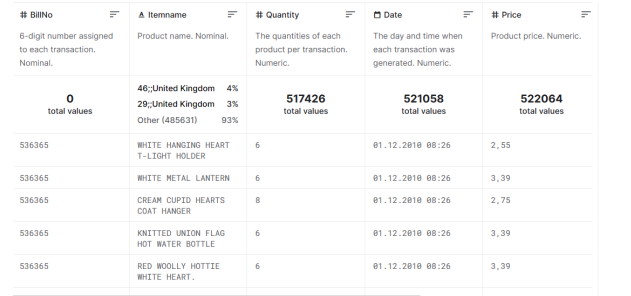 # BillNo
Itemname
# Quantity
Date
# Price
6-digit number assigned
to each transaction.
Nominal.
Product name. Nominal.
The quantities of each
product per transaction.
Numeric.
The day and time when
each transaction was
generated. Numeric.
Product price. Numeric.
0
total values
46;;United Kingdom 4%
29;;United Kingdom 3%
Other (485631) 93%
517426
total values
521058
total values
522064
total values
536365
WHITE HANGING HEART
T-LIGHT HOLDER
6
01.12.2010 08:26
2,55
536365
WHITE METAL LANTERN
6
01.12.2010 08:26
3,39
536365
CREAM CUPID HEARTS
COAT HANGER
8
01.12.2010 08:26
2,75
536365
KNITTED UNION FLAG
HOT WATER BOTTLE
6
01.12.2010 08:26
3,39
536365
RED WOOLLY HOTTIE
WHITE HEART.
6
01.12.2010 08:26
3,39